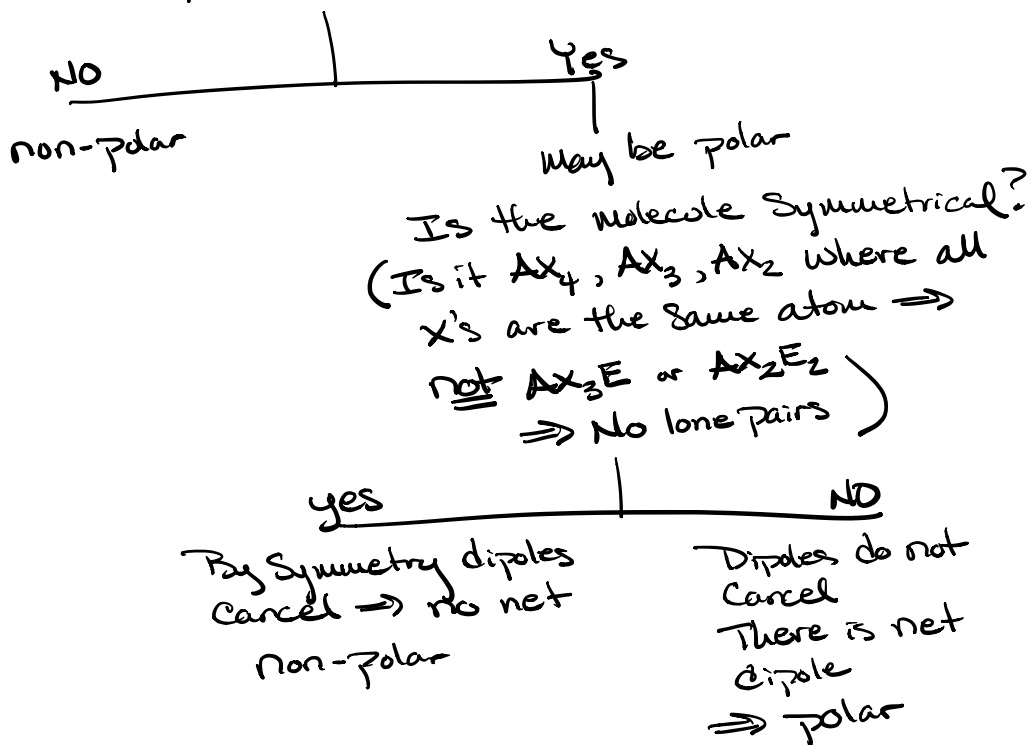 NO
Yes
non-polar
May be polar
Is the molecole Symmetrical?
(Is it AX₄, AX₃, AX₂ where all
X's are the same atom ⇒
not AX₃E or AX₂E₂
⇒ No lone pairs)
yes
NO
By Symmetry dipoles
Cancel → no net
non-polar
Dipoles do not
Cancel
There is net
dipole
⇒ polar